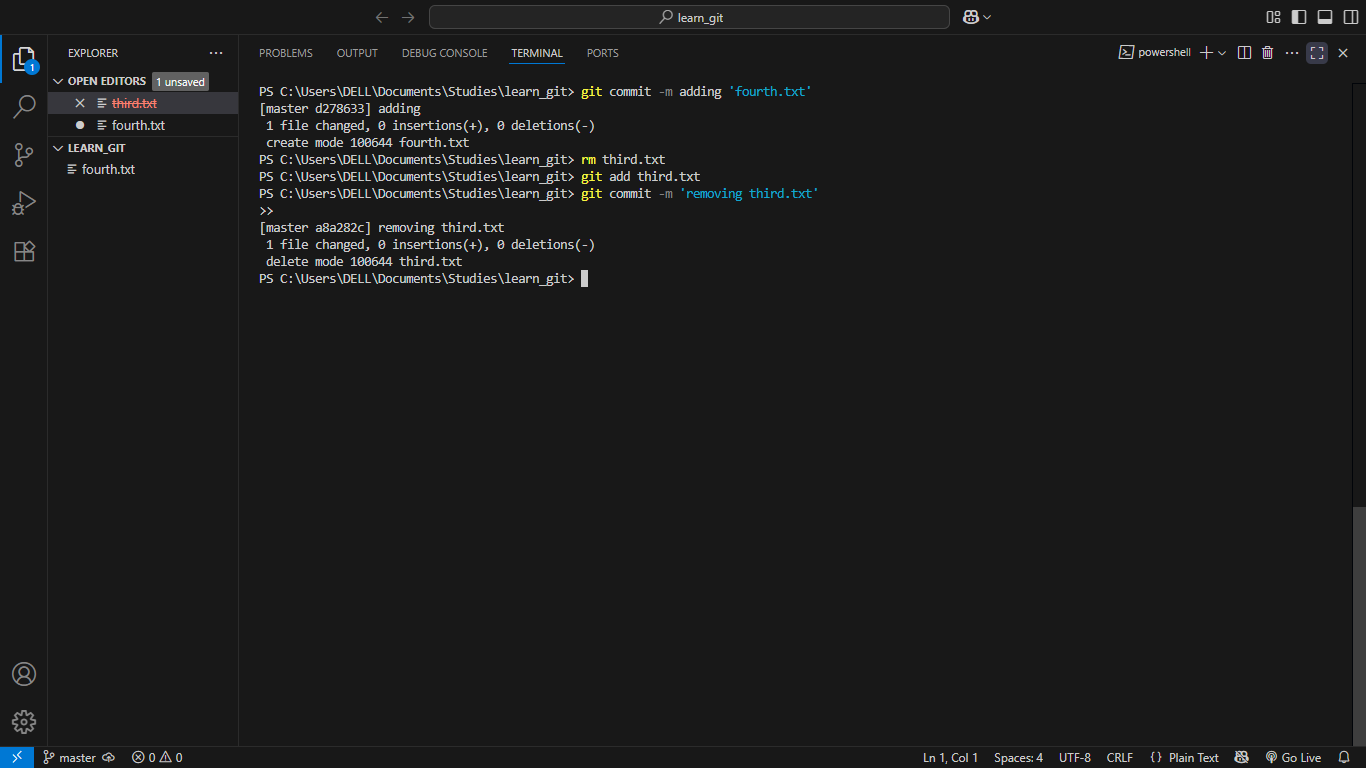 learn_git
EXPLORER
OPEN EDITORS 1 unsaved
third.txt
fourth.txt
LEARN_GIT
fourth.txt
1
PROBLEMS OUTPUT DEBUG CONSOLE TERMINAL PORTS
powershell
PS C:\Users\DELL\Documents\Studies\learn_git> git commit -m adding 'fourth.txt'
[master d278633] adding
 1 file changed, 0 insertions(+), 0 deletions(-)
 create mode 100644 fourth.txt
PS C:\Users\DELL\Documents\Studies\learn_git> rm third.txt
PS C:\Users\DELL\Documents\Studies\learn_git> git add third.txt
PS C:\Users\DELL\Documents\Studies\learn_git> git commit -m 'removing third.txt'
>>
[master a8a282c] removing third.txt
 1 file changed, 0 insertions(+), 0 deletions(-)
 delete mode 100644 third.txt
PS C:\Users\DELL\Documents\Studies\learn_git>
master 0 0 Ln 1, Col 1 Spaces: 4 UTF-8 CRLF {} Plain Text Go Live